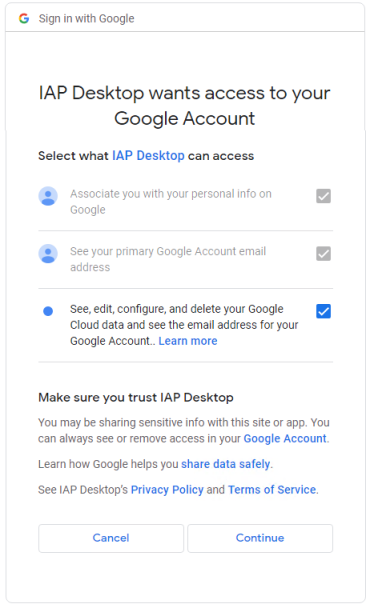 Sign in with Google
IAP Desktop wants access to your
Google Account
Select what IAP Desktop can access
Associate you with your personal info on
Google
See your primary Google Account email
address
See, edit, configure, and delete your Google
Cloud data and see the email address for your
Google Account.. Learn more
Make sure you trust IAP Desktop
You may be sharing sensitive info with this site or app. You
can always see or remove access in your Google Account.
Learn how Google helps you share data safely.
See IAP Desktop's Privacy Policy and Terms of Service.
Cancel
Continue